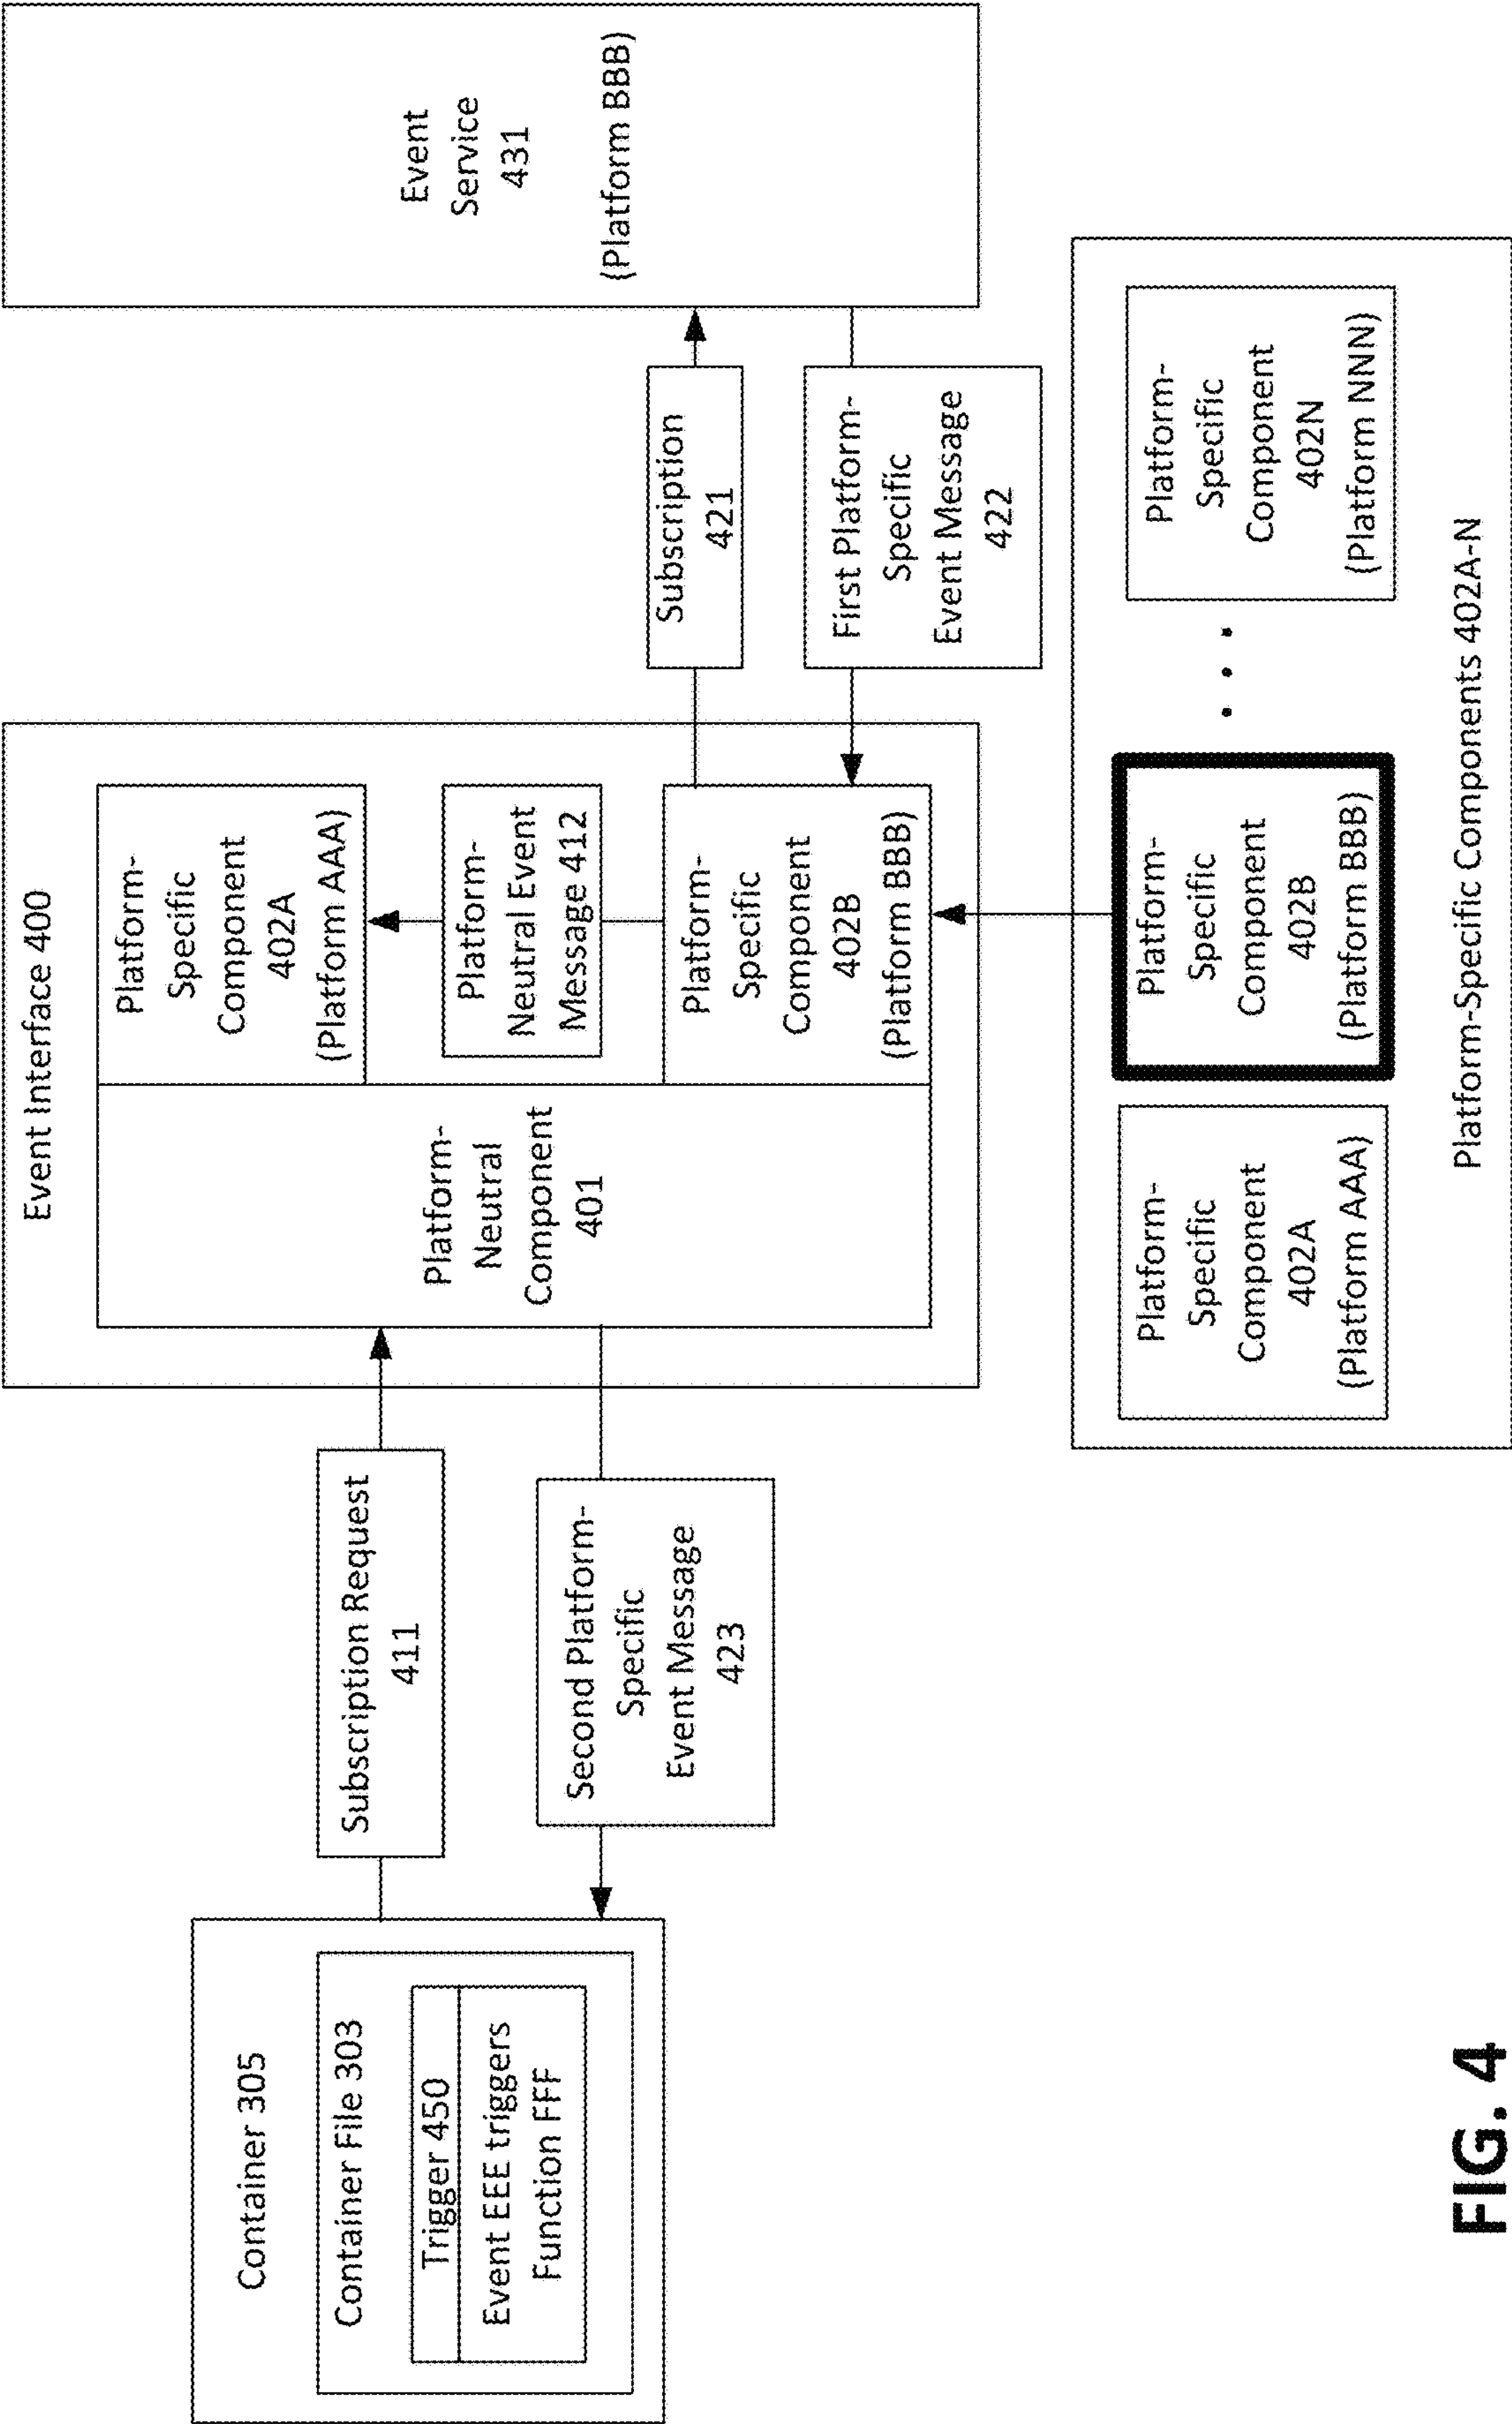 Container 305
Container File 303
Trigger 450
Event EEE triggers
Function FFF
Subscription Request
411
Second Platform-
Specific
Event Message
423
Event Interface 400
Platform-
Neutral
Component
401
Platform-
Specific
Component
402A
(Platform AAA)
Platform-
Neutral Event
Message 412
Platform-
Specific
Component
402B
(Platform BBB)
Subscription
421
First Platform-
Specific
Event Message
422
Event
Service
431
(Platform BBB)
Platform-
Specific
Component
402A
(Platform AAA)
Platform-
Specific
Component
402B
(Platform BBB)
. . .
Platform-
Specific
Component
402N
(Platform NNN)
Platform-Specific Components 402A-N
FIG. 4